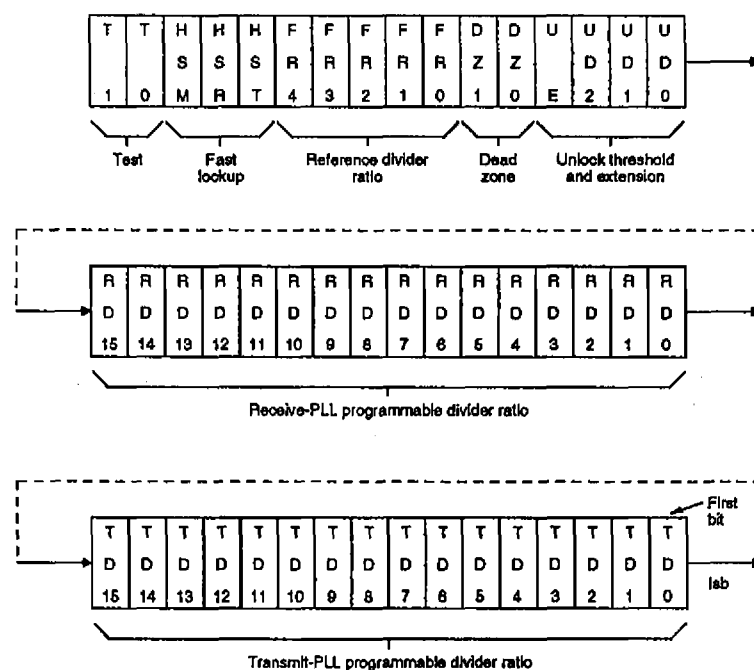 T T H H H F F F F F D D U U U U
S S S R R R R R Z Z D D D
1 0 M R T 4 3 2 1 0 1 0 E 2 1 0
Test Fast lockup Reference divider ratio Dead zone Unlock threshold and extension
R R R R R R R R R R R R R R R R
D D D D D D D D D D D D D D D D
15 14 13 12 11 10 9 8 7 6 5 4 3 2 1 0
Receive-PLL programmable divider ratio
First bit
T T T T T T T T T T T T T T T T
D D D D D D D D D D D D D D D D
15 14 13 12 11 10 9 8 7 6 5 4 3 2 1 0
lsb
Transmit-PLL programmable divider ratio